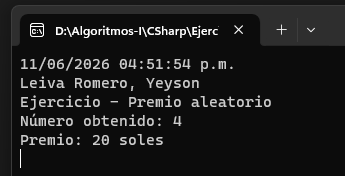 D:\Algoritmos-I\CSharp\Ejerc
11/06/2026 04:51:54 p.m.
Leiva Romero, Yeyson
Ejercicio - Premio aleatorio
Número obtenido: 4
Premio: 20 soles